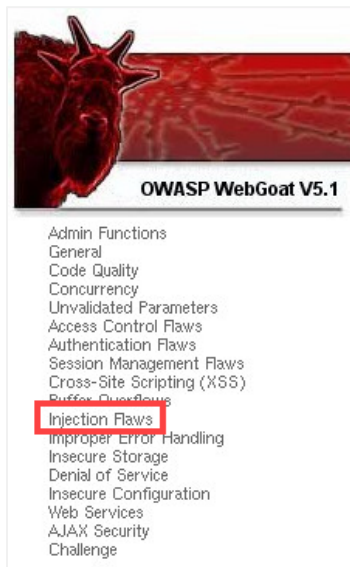 OWASP WebGoat V5.1
Admin Functions
General
Code Quality
Concurrency
Unvalidated Parameters
Access Control Flaws
Authentication Flaws
Session Management Flaws
Cross-Site Scripting (XSS)
Buffer Overflows
Injection Flaws
Improper Error Handling
Insecure Storage
Denial of Service
Insecure Configuration
Web Services
AJAX Security
Challenge